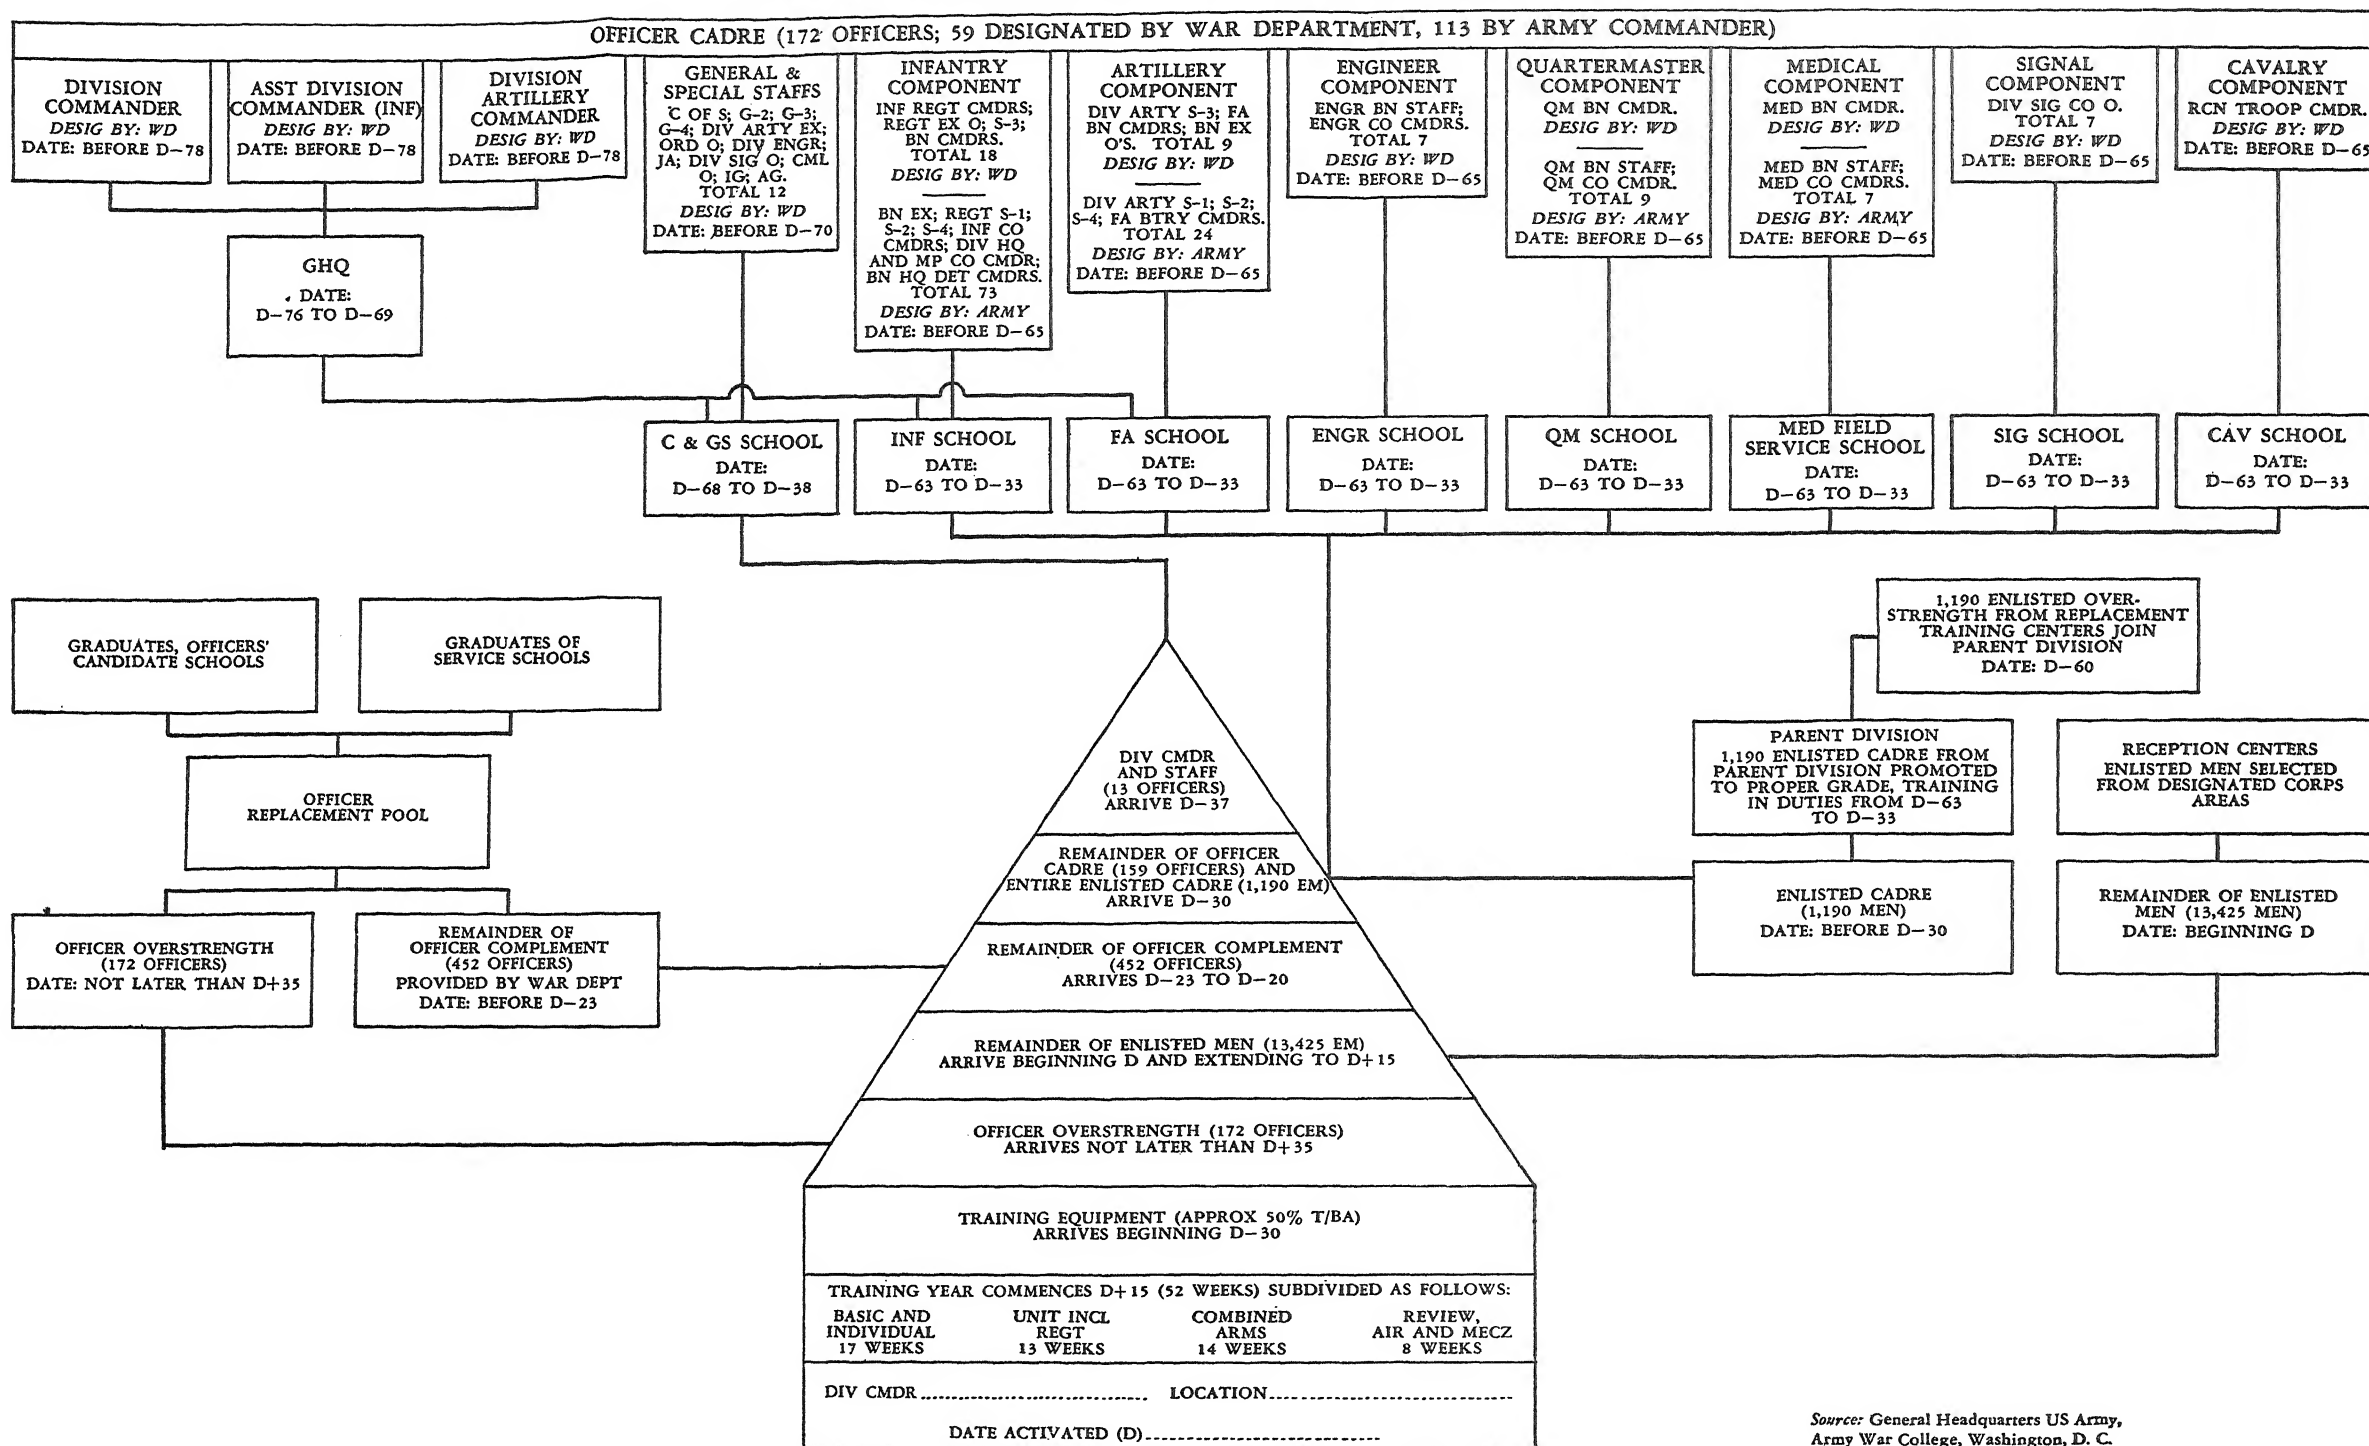 OFFICER CADRE (172 OFFICERS; 59 DESIGNATED BY WAR DEPARTMENT, 113 BY ARMY COMMANDER)
DIVISION
COMMANDER
DESIG BY: WD
DATE: BEFORE D—78
ASST DIVISION
COMMANDER (INF)
DESIG BY: WD
DATE: BEFORE D—78
DIVISION
ARTILLERY
COMMANDER
DESIG BY: WD
DATE: BEFORE D—78
GENERAL &
SPECIAL STAFFS
C OF S; G-2; G-3;
G-4; DIV ARTY EX;
ORD O; DIV ENGR;
JA; DIV SIG O; CML
O; IG; AG.
TOTAL 12
DESIG BY: WD
DATE: BEFORE D—70
INFANTRY
COMPONENT
INF REGT CMDRS;
REGT EX O; S-3;
BN CMDRS.
TOTAL 18
DESIG BY: WD
BN EX; REGT S-1;
S-2; S-4; INF CO
CMDRS; DIV HQ
AND MP CO CMDR;
BN HQ DET CMDRS.
TOTAL 73
DESIG BY: ARMY
DATE: BEFORE D—65
ARTILLERY
COMPONENT
DIV ARTY S-3; FA
BN CMDRS; BN EX
O'S. TOTAL 9
DESIG BY: WD
DIV ARTY S-1; S-2;
S-4; FA BTRY CMDRS.
TOTAL 24
DESIG BY: ARMY
DATE: BEFORE D—65
ENGINEER
COMPONENT
ENGR BN STAFF;
ENGR CO CMDRS.
TOTAL 7
DESIG BY: WD
DATE: BEFORE D—65
QUARTERMASTER
COMPONENT
QM BN CMDR.
DESIG BY: WD
QM BN STAFF;
QM CO CMDR.
TOTAL 9
DESIG BY: ARMY
DATE: BEFORE D—65
MEDICAL
COMPONENT
MED BN CMDR.
DESIG BY: WD
MED BN STAFF;
MED CO CMDRS.
TOTAL 7
DESIG BY: ARMY
DATE: BEFORE D—65
SIGNAL
COMPONENT
DIV SIG CO O.
TOTAL 7
DESIG BY: WD
DATE: BEFORE D—65
CAVALRY
COMPONENT
RCN TROOP CMDR.
DESIG BY: WD
DATE: BEFORE D—65
GHQ
DATE:
D—76 TO D—69
C & GS SCHOOL
DATE:
D—68 TO D—38
INF SCHOOL
DATE:
D—63 TO D—33
FA SCHOOL
DATE:
D—63 TO D—33
ENGR SCHOOL
DATE:
D—63 TO D—33
QM SCHOOL
DATE:
D—63 TO D—33
MED FIELD
SERVICE SCHOOL
DATE:
D—63 TO D—33
SIG SCHOOL
DATE:
D—63 TO D—33
CAV SCHOOL
DATE:
D—63 TO D—33
GRADUATES, OFFICERS'
CANDIDATE SCHOOLS
GRADUATES OF
SERVICE SCHOOLS
OFFICER
REPLACEMENT POOL
OFFICER OVERSTRENGTH
(172 OFFICERS)
DATE: NOT LATER THAN D+35
REMAINDER OF
OFFICER COMPLEMENT
(452 OFFICERS)
PROVIDED BY WAR DEPT
DATE: BEFORE D—23
1,190 ENLISTED OVER-
STRENGTH FROM REPLACEMENT
TRAINING CENTERS JOIN
PARENT DIVISION
DATE: D—60
PARENT DIVISION
1,190 ENLISTED CADRE FROM
PARENT DIVISION PROMOTED
TO PROPER GRADE, TRAINING
IN DUTIES FROM D—63
TO D—33
RECEPTION CENTERS
ENLISTED MEN SELECTED
FROM DESIGNATED CORPS
AREAS
ENLISTED CADRE
(1,190 MEN)
DATE: BEFORE D—30
REMAINDER OF ENLISTED
MEN (13,425 MEN)
DATE: BEGINNING D
DIV CMDR
AND STAFF
(13 OFFICERS)
ARRIVE D—37
REMAINDER OF OFFICER
CADRE (159 OFFICERS) AND
ENTIRE ENLISTED CADRE (1,190 EM)
ARRIVE D—30
REMAINDER OF OFFICER COMPLEMENT
(452 OFFICERS)
ARRIVES D—23 TO D—20
REMAINDER OF ENLISTED MEN (13,425 EM)
ARRIVE BEGINNING D AND EXTENDING TO D+15
OFFICER OVERSTRENGTH (172 OFFICERS)
ARRIVES NOT LATER THAN D+35
TRAINING EQUIPMENT (APPROX 50% T/BA)
ARRIVES BEGINNING D—30
TRAINING YEAR COMMENCES D+15 (52 WEEKS) SUBDIVIDED AS FOLLOWS:
BASIC AND
INDIVIDUAL
17 WEEKS
UNIT INCL
REGT
13 WEEKS
COMBINED
ARMS
14 WEEKS
REVIEW,
AIR AND MECZ
8 WEEKS
DIV CMDR LOCATION
DATE ACTIVATED (D)
Source: General Headquarters US Army,
Army War College, Washington, D. C.